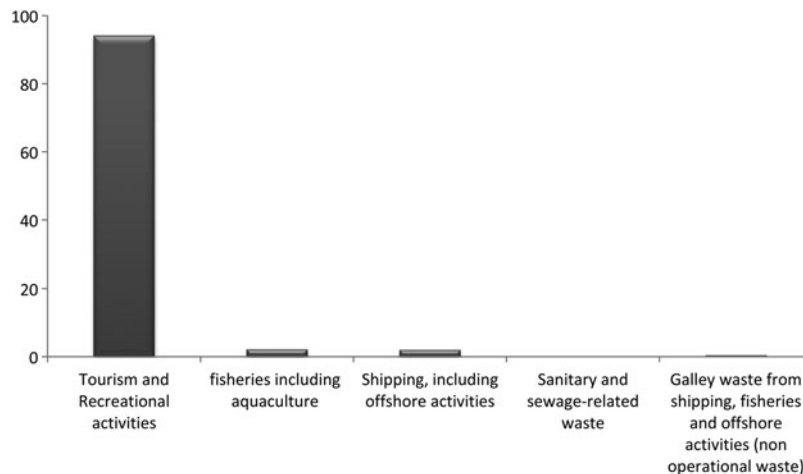 100
80
60
40
20
0
Tourism and
Recreational
activities
fisheries including
aquaculture
Shipping, including
offshore activities
Sanitary and
sewage-related
waste
Galley waste from
shipping, fisheries
and offshore
activities (non
operational waste)